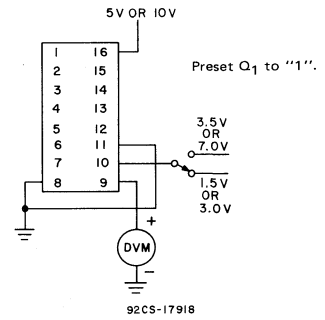 5V OR 10V
1 16
2 15
3 14
4 13
5 12
6 11
7 10
8 9
Preset Q1 to "1".
3.5V
OR
7.0V
1.5V
OR
3.0V
+
DVM
−
92CS-17918